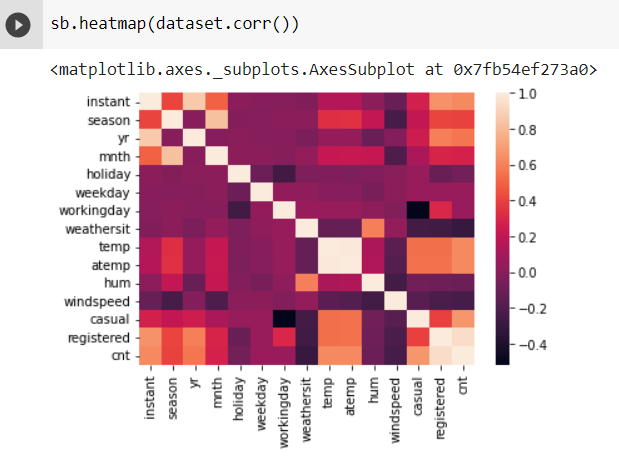 sb.heatmap(dataset.corr())
<matplotlib.axes._subplots.AxesSubplot at 0x7fb54ef273a0>
instant
season
yr
mnth
holiday
weekday
workingday
weathersit
temp
atemp
hum
windspeed
casual
registered
cnt
instant
season
yr
mnth
holiday
weekday
workingday
weathersit
temp
atemp
hum
windspeed
casual
registered
cnt
1.0
0.8
0.6
0.4
0.2
0.0
−0.2
−0.4